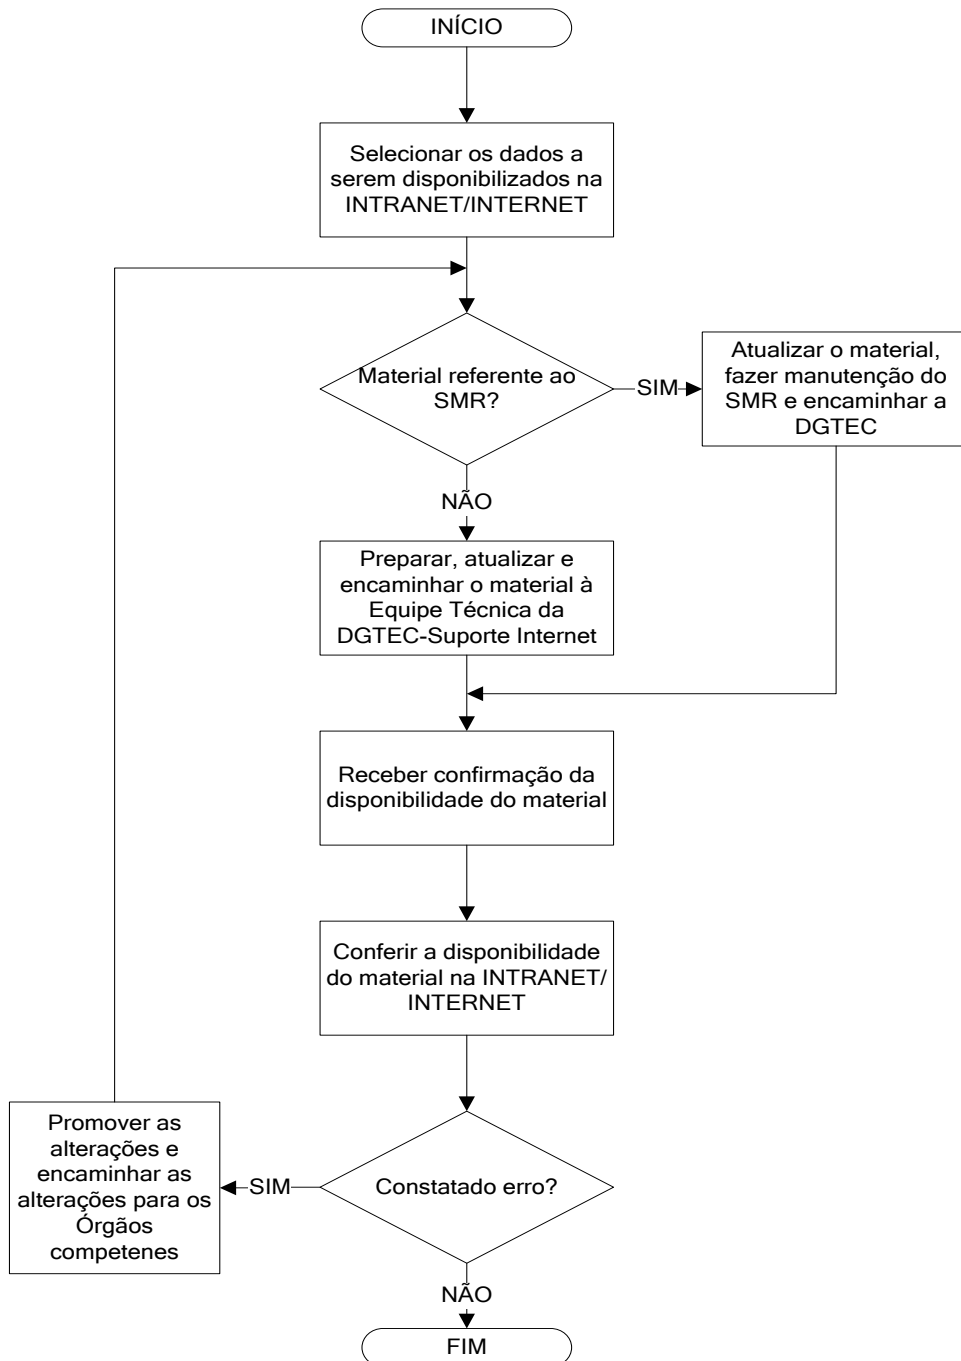 INÍCIO
Selecionar os dados a
serem disponibilizados na
INTRANET/INTERNET
Material referente ao
SMR?
SIM
Atualizar o material,
fazer manutenção do
SMR e encaminhar a
DGTEC
NÃO
Preparar, atualizar e
encaminhar o material à
Equipe Técnica da
DGTEC-Suporte Internet
Receber confirmação da
disponibilidade do material
Conferir a disponibilidade
do material na INTRANET/
INTERNET
Constatado erro?
SIM
Promover as
alterações e
encaminhar as
alterações para os
Órgãos
competenes
NÃO
FIM